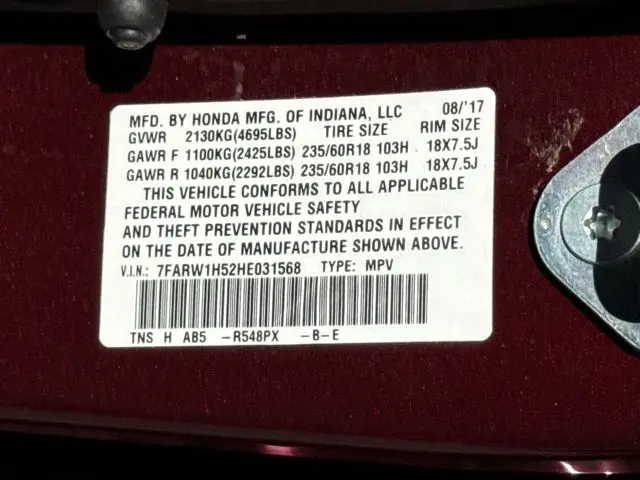 MFD. BY HONDA MFG. OF INDIANA, LLC 08/'17
GVWR 2130KG(4695LBS) TIRE SIZE RIM SIZE
GAWR F 1100KG(2425LBS) 235/60R18 103H 18X7.5J
GAWR R 1040KG(2292LBS) 235/60R18 103H 18X7.5J
THIS VEHICLE CONFORMS TO ALL APPLICABLE
FEDERAL MOTOR VEHICLE SAFETY
AND THEFT PREVENTION STANDARDS IN EFFECT
ON THE DATE OF MANUFACTURE SHOWN ABOVE.
V.I.N.: 7FARW1H52HE031568 TYPE: MPV
TNS H AB5 -R548PX -B-E